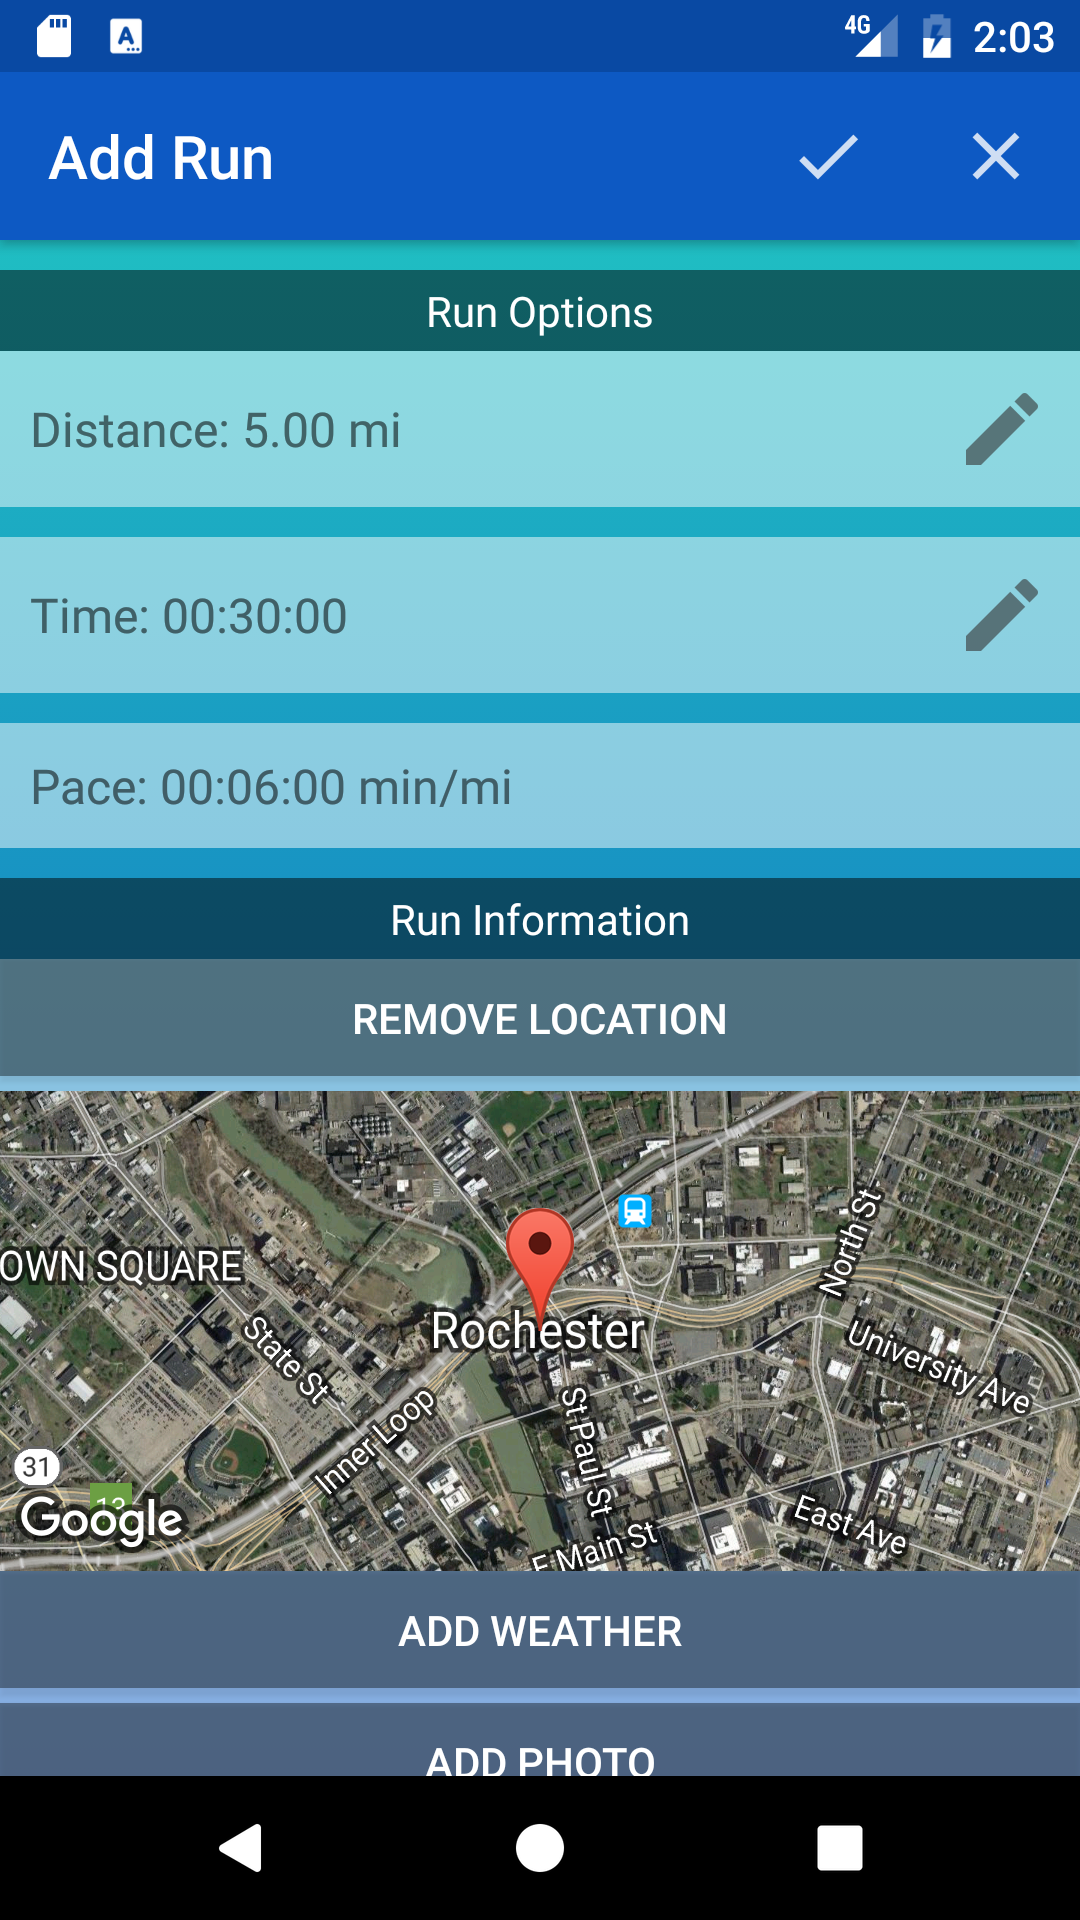 4G 2:03
Add Run
Run Options
Distance: 5.00 mi
Time: 00:30:00
Pace: 00:06:00 min/mi
Run Information
REMOVE LOCATION
North St
OWN SQUARE
Rochester
State St
University Ave
Inner Loop
St Paul St
31
13
Google
East Ave
E Main St
ADD WEATHER
ADD PHOTO